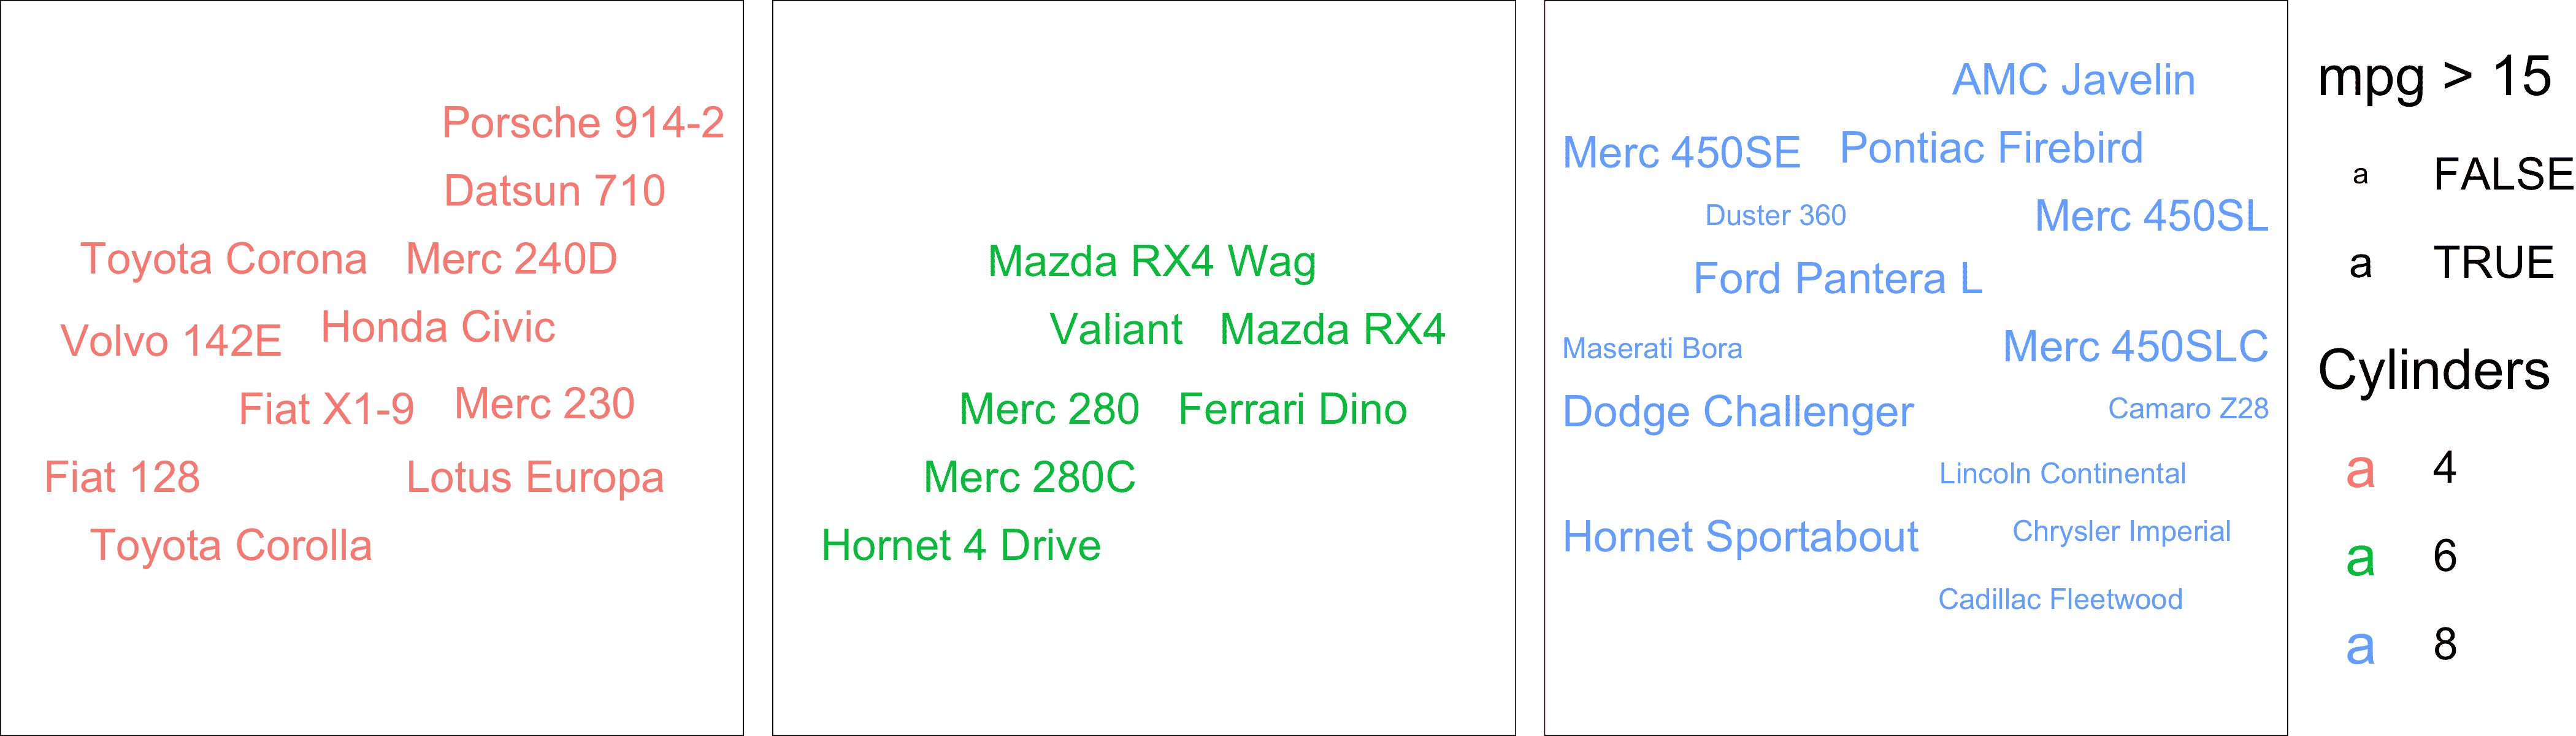 Porsche 914-2
Datsun 710
Toyota Corona
Merc 240D
Volvo 142E
Honda Civic
Fiat X1-9
Merc 230
Fiat 128
Lotus Europa
Toyota Corolla
Mazda RX4 Wag
Valiant
Mazda RX4
Merc 280
Ferrari Dino
Merc 280C
Hornet 4 Drive
AMC Javelin
Merc 450SE
Pontiac Firebird
Duster 360
Merc 450SL
Ford Pantera L
Maserati Bora
Merc 450SLC
Dodge Challenger
Camaro Z28
Lincoln Continental
Hornet Sportabout
Chrysler Imperial
Cadillac Fleetwood
mpg > 15
a FALSE
a TRUE
Cylinders
a 4
a 6
a 8